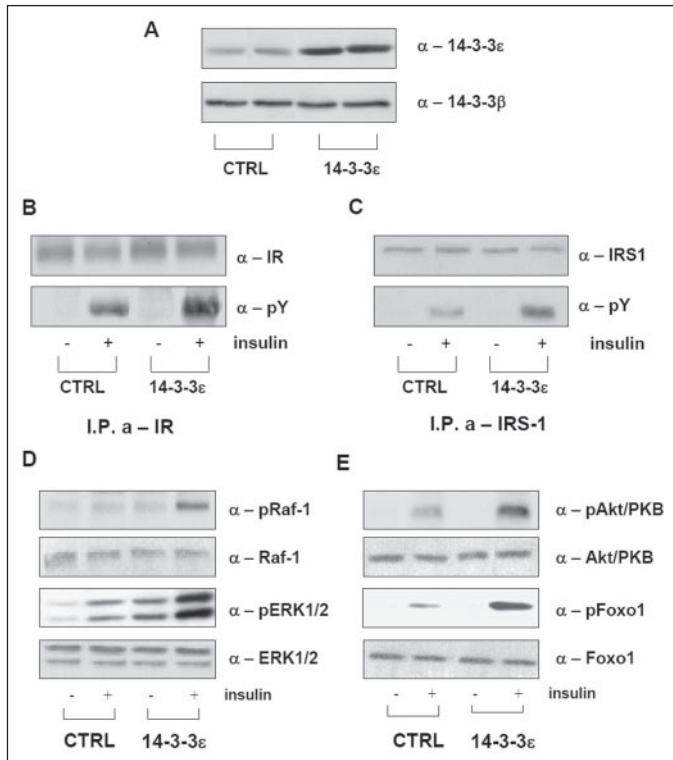 A
α – 14-3-3ε
α – 14-3-3β
CTRL 14-3-3ε
B
α – IR
α – pY
- + - + insulin
CTRL 14-3-3ε
I.P. a – IR
C
α – IRS1
α – pY
- + - + insulin
CTRL 14-3-3ε
I.P. a – IRS-1
D
α – pRaf-1
α – Raf-1
α – pERK1/2
α – ERK1/2
- + - + insulin
CTRL 14-3-3ε
E
α – pAkt/PKB
α – Akt/PKB
α – pFoxo1
α – Foxo1
- + - + insulin
CTRL 14-3-3ε